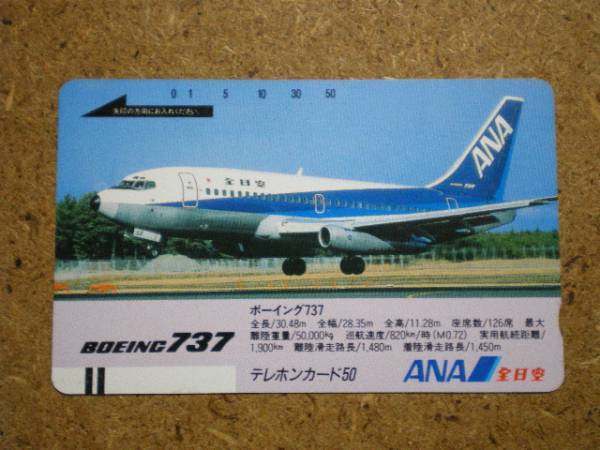 0 1 5 10 30 50
矢印の方向にお入れください
ANA
全日空
ボーイング737
全長/30.48m 全幅/28.35m 全高/11.28m 座席数/126席 最大
離陸重量/50,000kg 巡航速度/820km/時(M0.72) 実用航続距離/
1,900km 離陸滑走路長/1,480m 着陸滑走路長/1,450m
BOEING 737
テレホンカード50
ANA 全日空